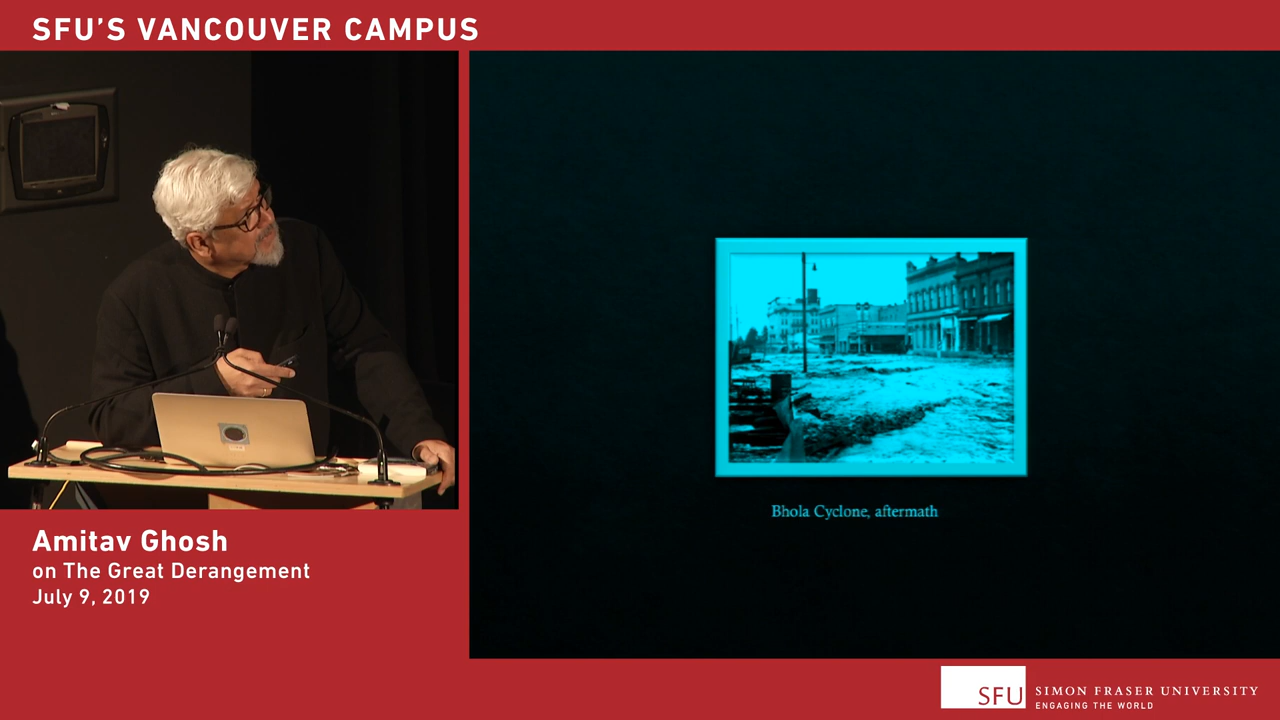 SFU'S VANCOUVER CAMPUS
Bhola Cyclone, aftermath
Amitav Ghosh
on The Great Derangement
July 9, 2019
SFU
SIMON FRASER UNIVERSITY
ENGAGING THE WORLD